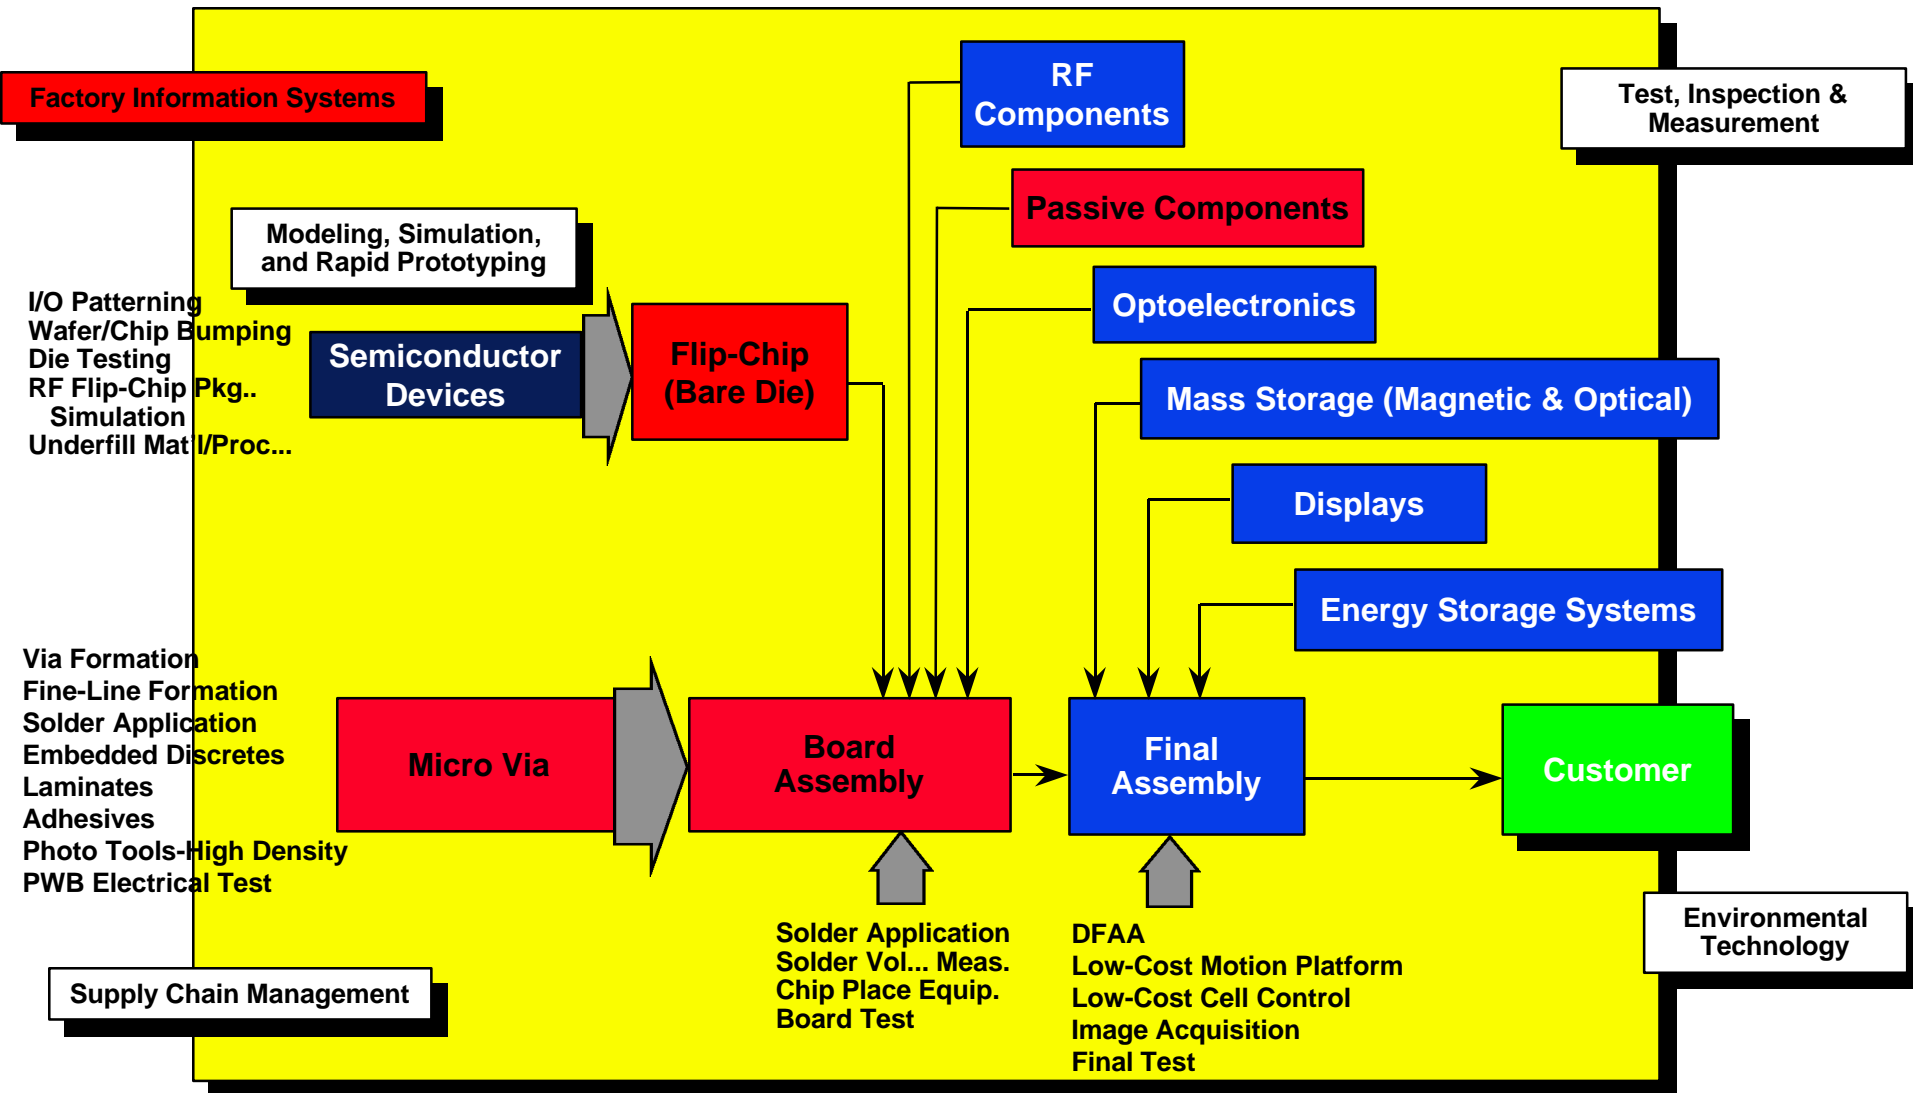 Factory Information Systems
RF
Components
Test, Inspection &
Measurement
Passive Components
Modeling, Simulation,
and Rapid Prototyping
Optoelectronics
I/O Patterning
Wafer/Chip Bumping
Die Testing
RF Flip-Chip Pkg..
Simulation
Underfill Mat'l/Proc...
Semiconductor
Devices
Flip-Chip
(Bare Die)
Mass Storage (Magnetic & Optical)
Displays
Energy Storage Systems
Via Formation
Fine-Line Formation
Solder Application
Embedded Discretes
Laminates
Adhesives
Photo Tools-High Density
PWB Electrical Test
Micro Via
Board
Assembly
Final
Assembly
Customer
Solder Application
Solder Vol... Meas.
Chip Place Equip.
Board Test
DFAA
Low-Cost Motion Platform
Low-Cost Cell Control
Image Acquisition
Final Test
Environmental
Technology
Supply Chain Management